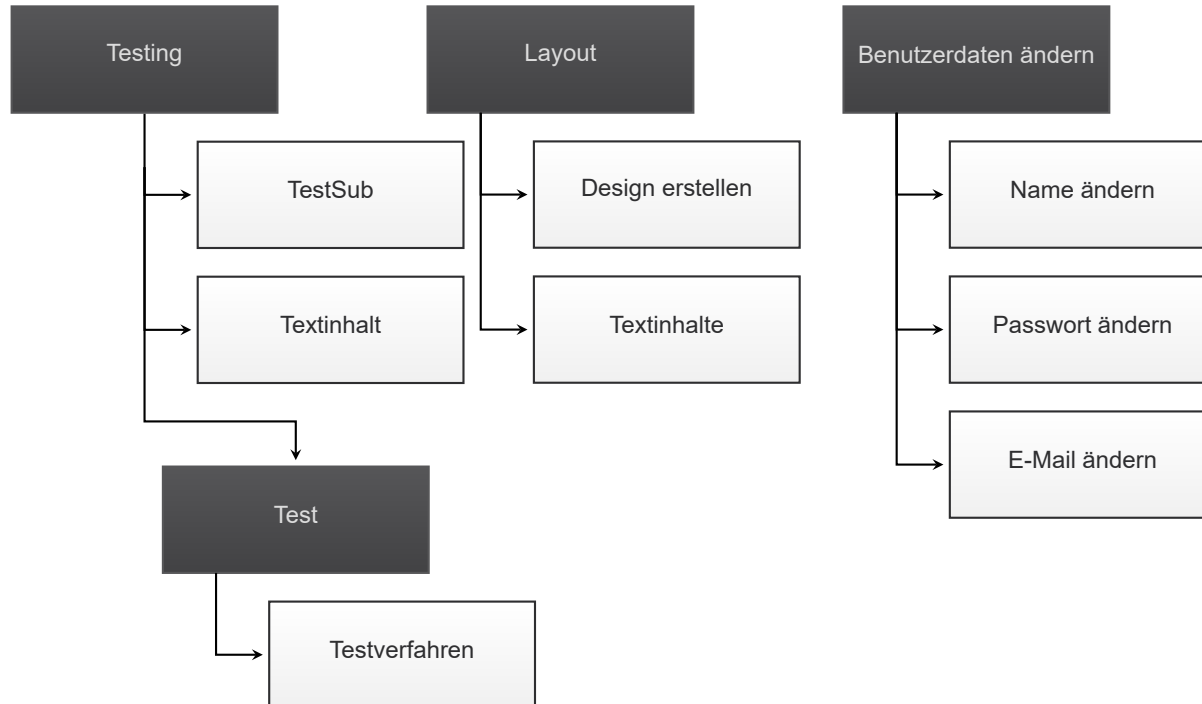 Testing
Layout
Benutzerdaten ändern
TestSub
Design erstellen
Name ändern
Textinhalt
Textinhalte
Passwort ändern
E-Mail ändern
Test
Testverfahren